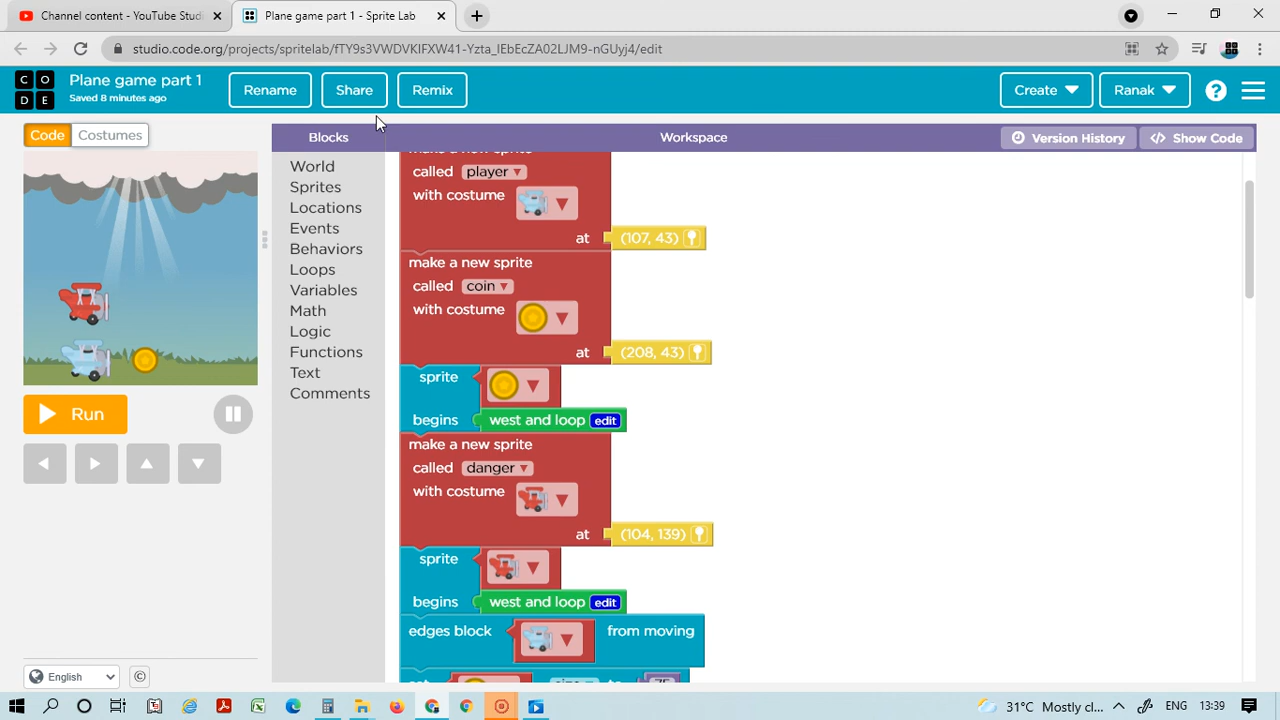 Channel content - YouTube Studi
Plane game part 1 - Sprite Lab
studio.code.org/projects/spritelab/fTY9s3VWDVKIFXW41-Yzta_IEbEcZA02LJM9-nGUyj4/edit
C O
D E
Plane game part 1
Saved 8 minutes ago
Rename
Share
Remix
Create
Ranak
?
Code
Costumes
Blocks
Workspace
Version History
Show Code
World
Sprites
Locations
Events
Behaviors
Loops
Variables
Math
Logic
Functions
Text
Comments
called player
with costume
at (107, 43)
make a new sprite
called coin
with costume
at (208, 43)
sprite
begins west and loop edit
make a new sprite
called danger
with costume
at (104, 139)
sprite
begins west and loop edit
edges block from moving
Run
English
©
31°C Mostly cl...
ENG
13:39